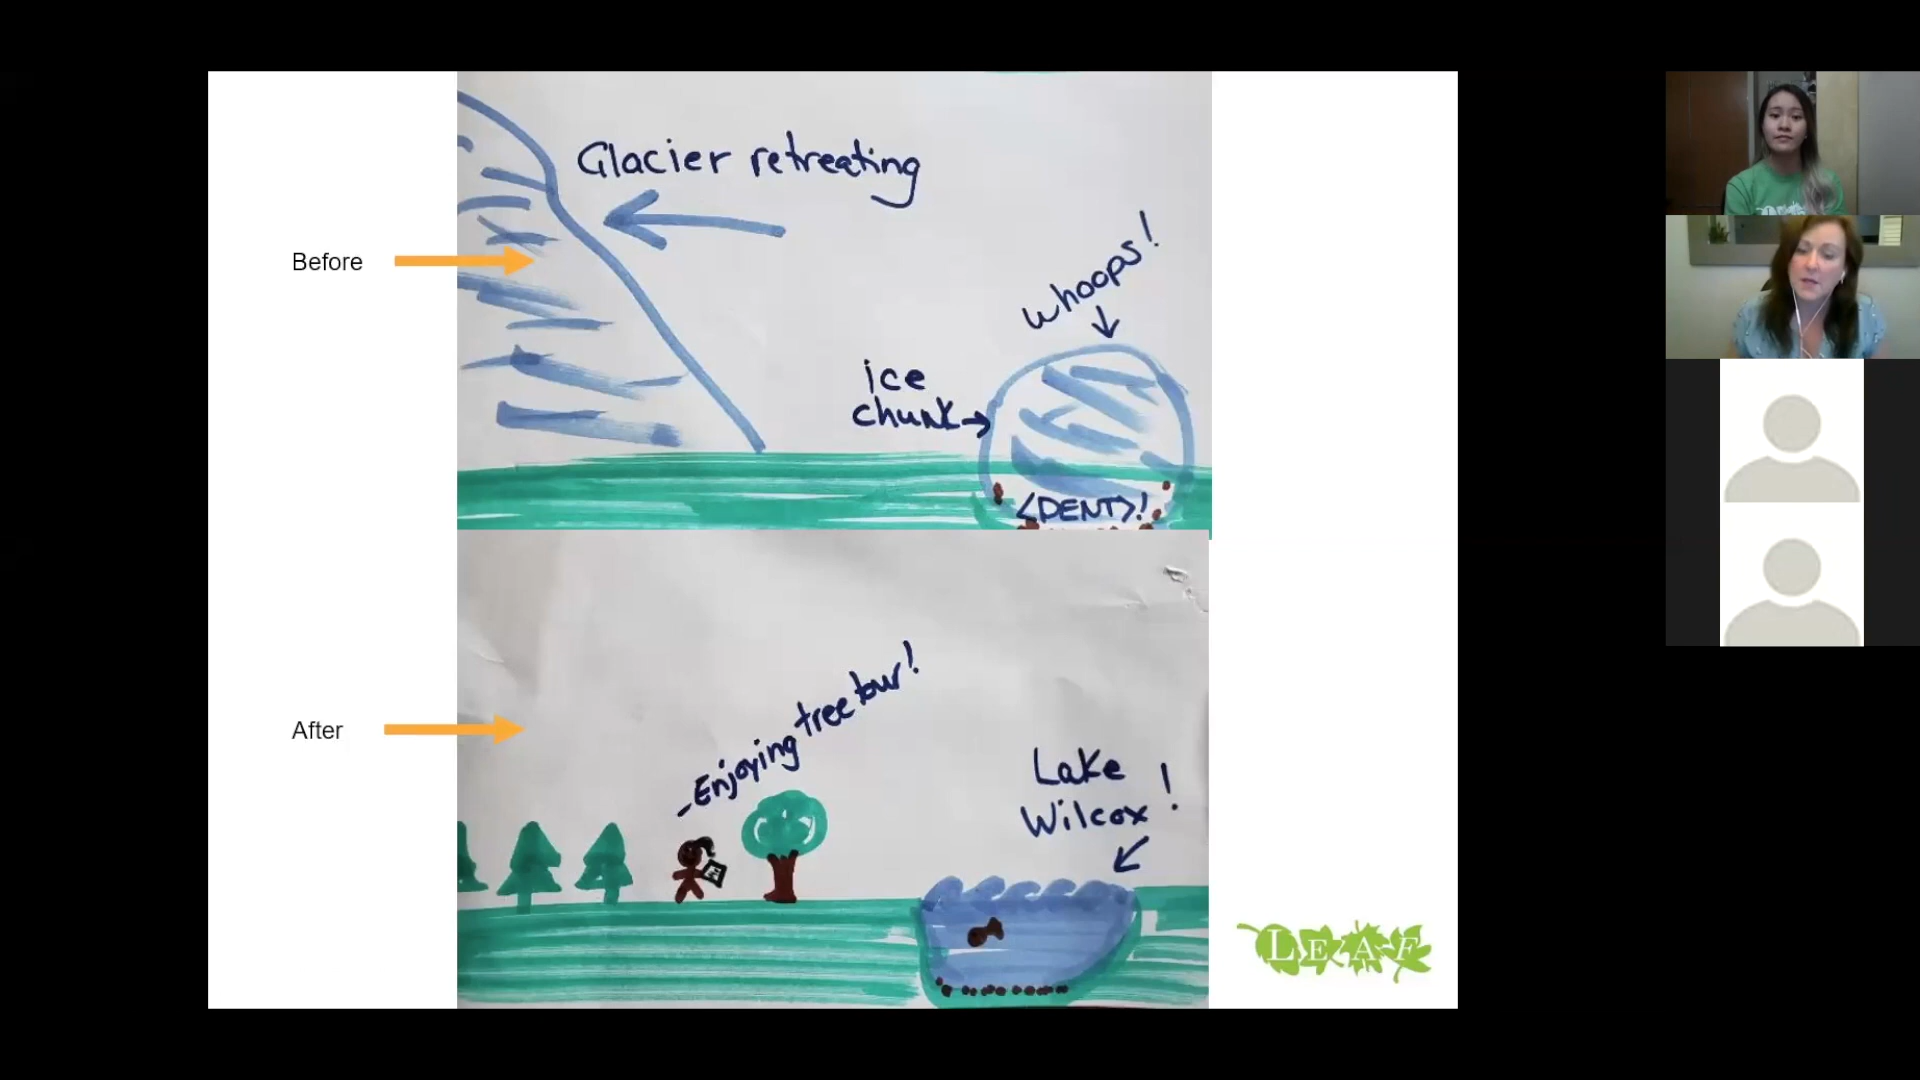 Glacier retreating
Before
Whoops!
ice
chunk
<DENT>!
Enjoying tree tour!
After
Lake
Wilcox!
LEAF